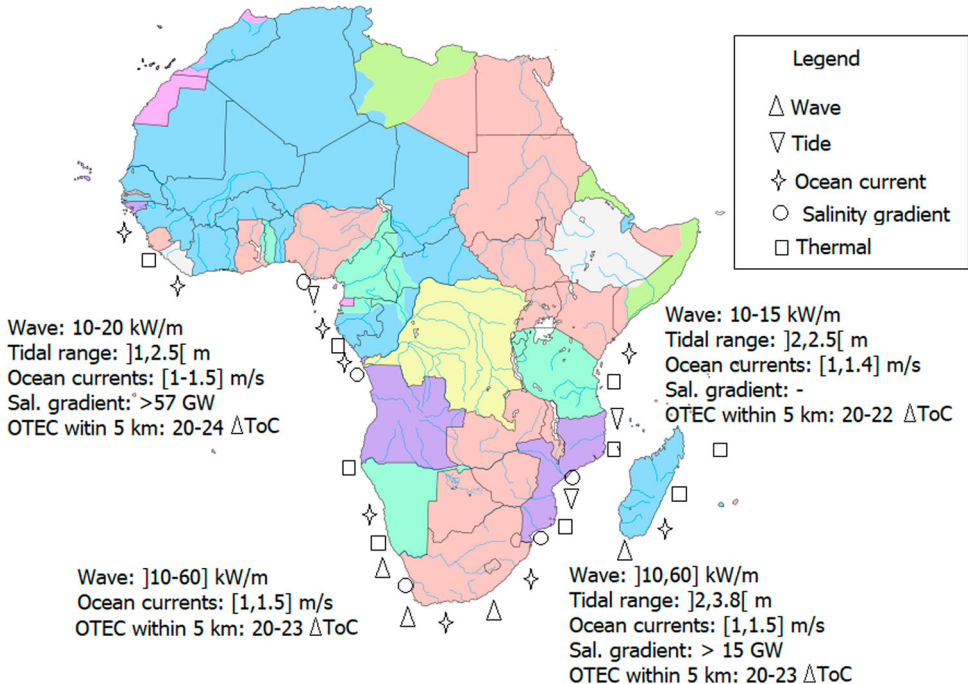 Legend
Wave
Tide
Ocean current
Salinity gradient
Thermal
Wave: 10-20 kW/m
Tidal range: ]1,2.5[ m
Ocean currents: [1-1.5] m/s
Sal. gradient: >57 GW
OTEC witin 5 km: 20-24 ΔToC
Wave: 10-15 kW/m
Tidal range: ]2,2.5[ m
Ocean currents: [1,1.4] m/s
Sal. gradient: -
OTEC within 5 km: 20-22 ΔToC
Wave: ]10-60] kW/m
Ocean currents: [1,1.5] m/s
OTEC within 5 km: 20-23 ΔToC
Wave: ]10,60] kW/m
Tidal range: ]2,3.8[ m
Ocean currents: [1,1.5] m/s
Sal. gradient: > 15 GW
OTEC within 5 km: 20-23 ΔToC